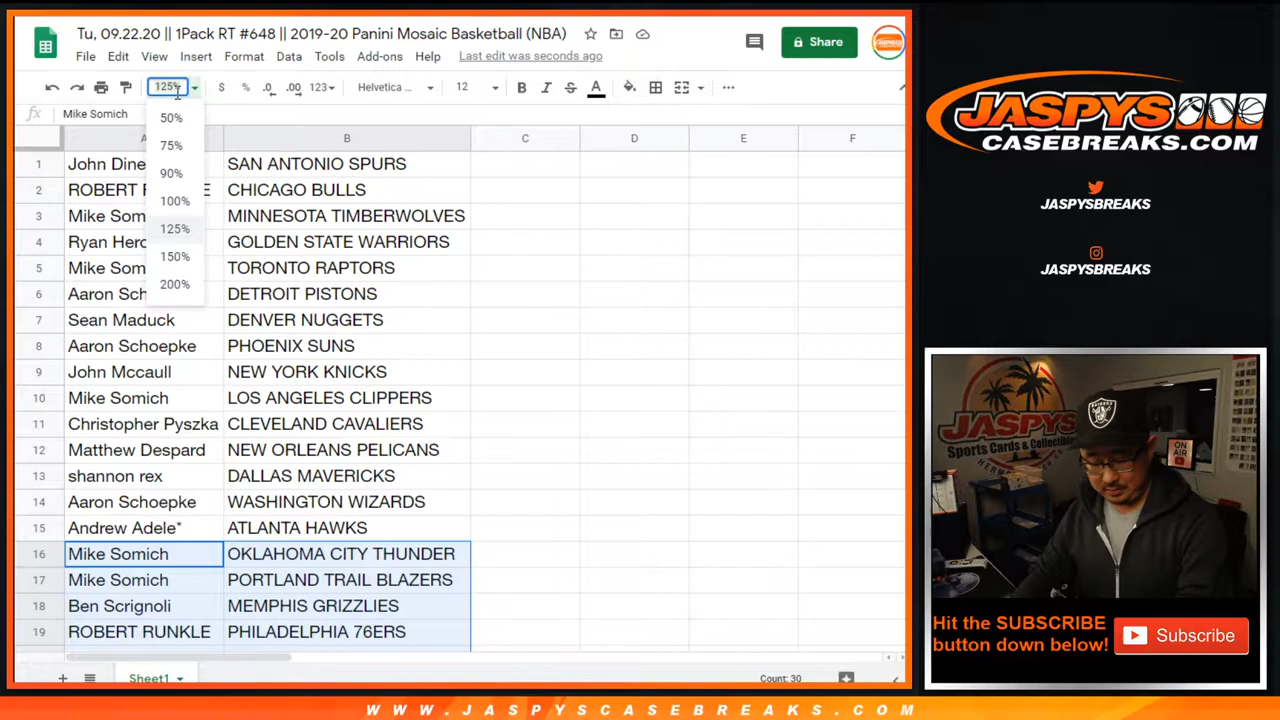 Tu, 09.22.20 || 1Pack RT #648 || 2019-20 Panini Mosaic Basketball (NBA)
File Edit View Insert Format Data Tools Add-ons Help Last edit was seconds ago
Share
125% $ % .0 .00 123 Helvetica ... 12 B I S A
fx Mike Somich
50%
75%
90%
100%
125%
150%
200%
A B C D E F
1 John Dine SAN ANTONIO SPURS
2 ROBERT R LE CHICAGO BULLS
3 Mike Som MINNESOTA TIMBERWOLVES
4 Ryan Hero GOLDEN STATE WARRIORS
5 Mike Som TORONTO RAPTORS
6 Aaron Sch DETROIT PISTONS
7 Sean Maduck DENVER NUGGETS
8 Aaron Schoepke PHOENIX SUNS
9 John Mccaull NEW YORK KNICKS
10 Mike Somich LOS ANGELES CLIPPERS
11 Christopher Pyszka CLEVELAND CAVALIERS
12 Matthew Despard NEW ORLEANS PELICANS
13 shannon rex DALLAS MAVERICKS
14 Aaron Schoepke WASHINGTON WIZARDS
15 Andrew Adele* ATLANTA HAWKS
16 Mike Somich OKLAHOMA CITY THUNDER
17 Mike Somich PORTLAND TRAIL BLAZERS
18 Ben Scrignoli MEMPHIS GRIZZLIES
19 ROBERT RUNKLE PHILADELPHIA 76ERS
Sheet1 Count: 30
JASPYS
CASEBREAKS.COM
JASPYSBREAKS
JASPYSBREAKS
JASPYS
Sports Cards & Collectibles
ON
AIR
RAIDERS
Hit the SUBSCRIBE
button down below!
Subscribe
WWW.JASPYSCASEBREAKS.COM